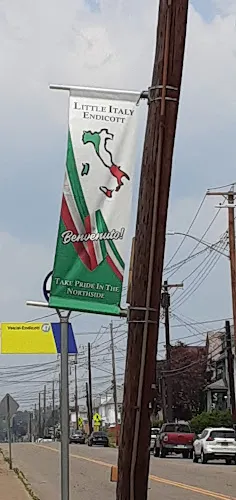 LITTLE ITALY
ENDICOTT
Benvenuto!
TAKE PRIDE IN THE
NORTHSIDE